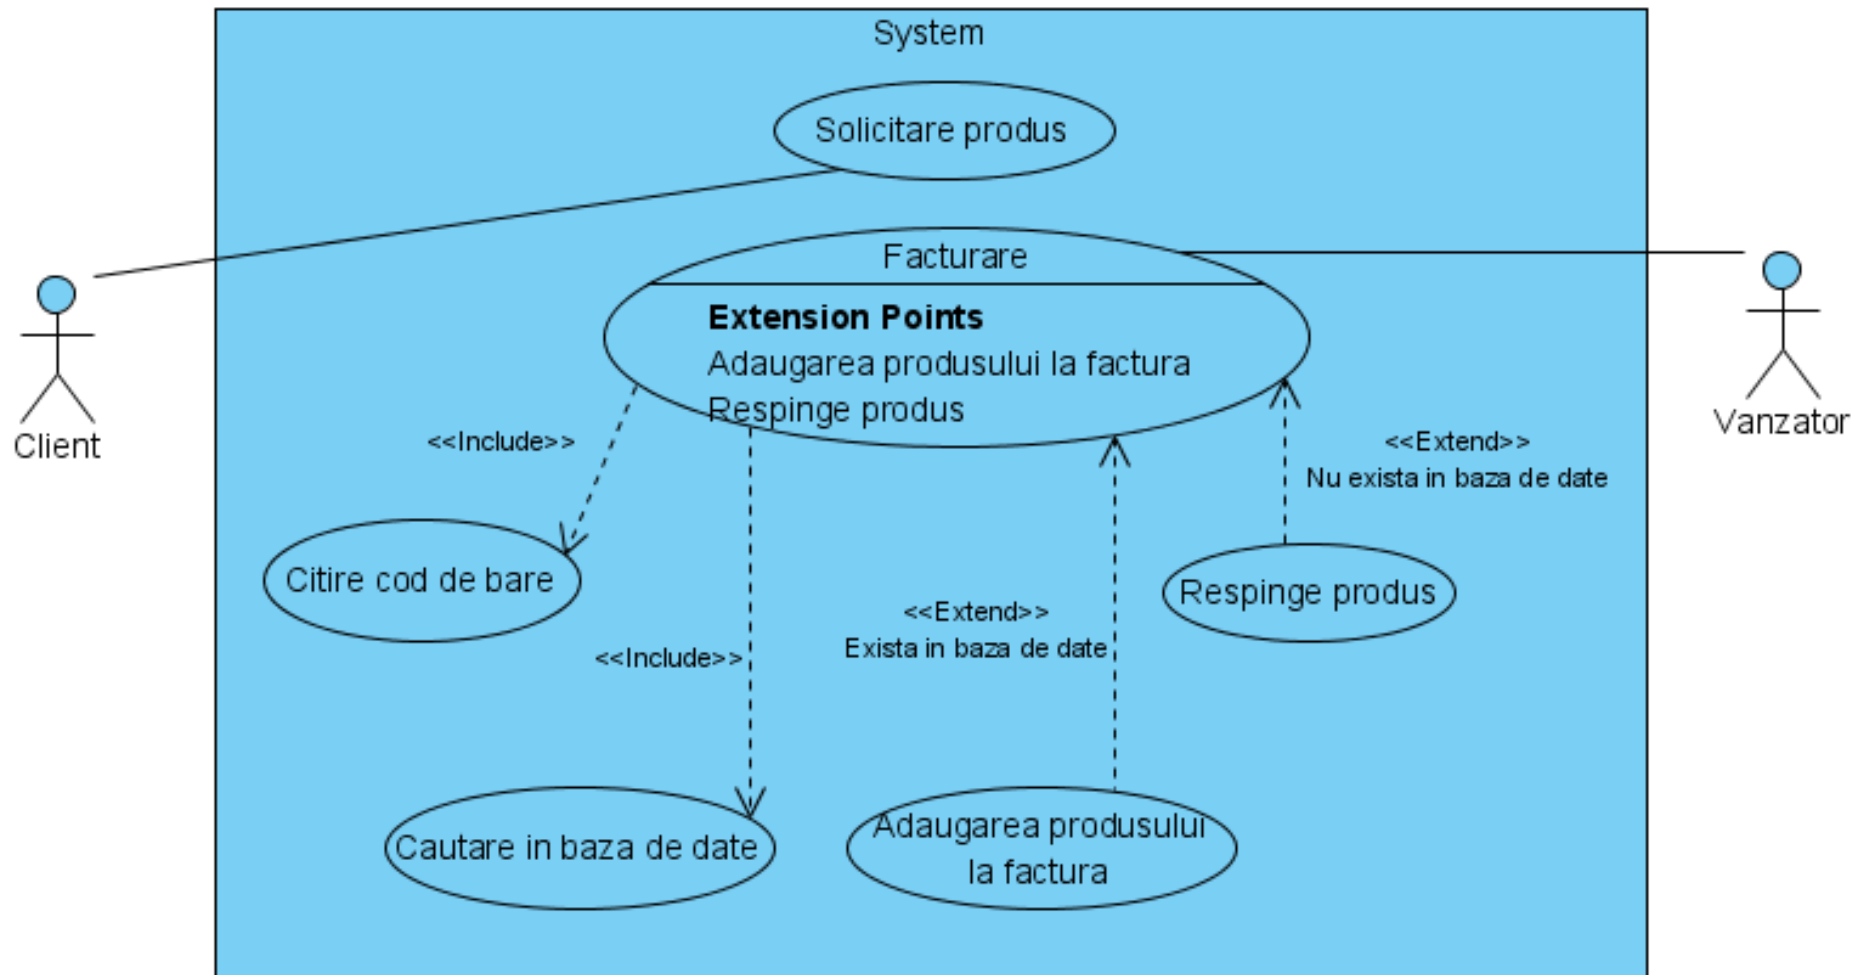 System
Solicitare produs
Facturare
Extension Points
Adaugarea produsului la factura
Respinge produs
Client
Vanzator
<<Include>>
<<Extend>>
Nu exista in baza de date
Citire cod de bare
Respinge produs
<<Include>>
<<Extend>>
Exista in baza de date
Cautare in baza de date
Adaugarea produsului
la factura